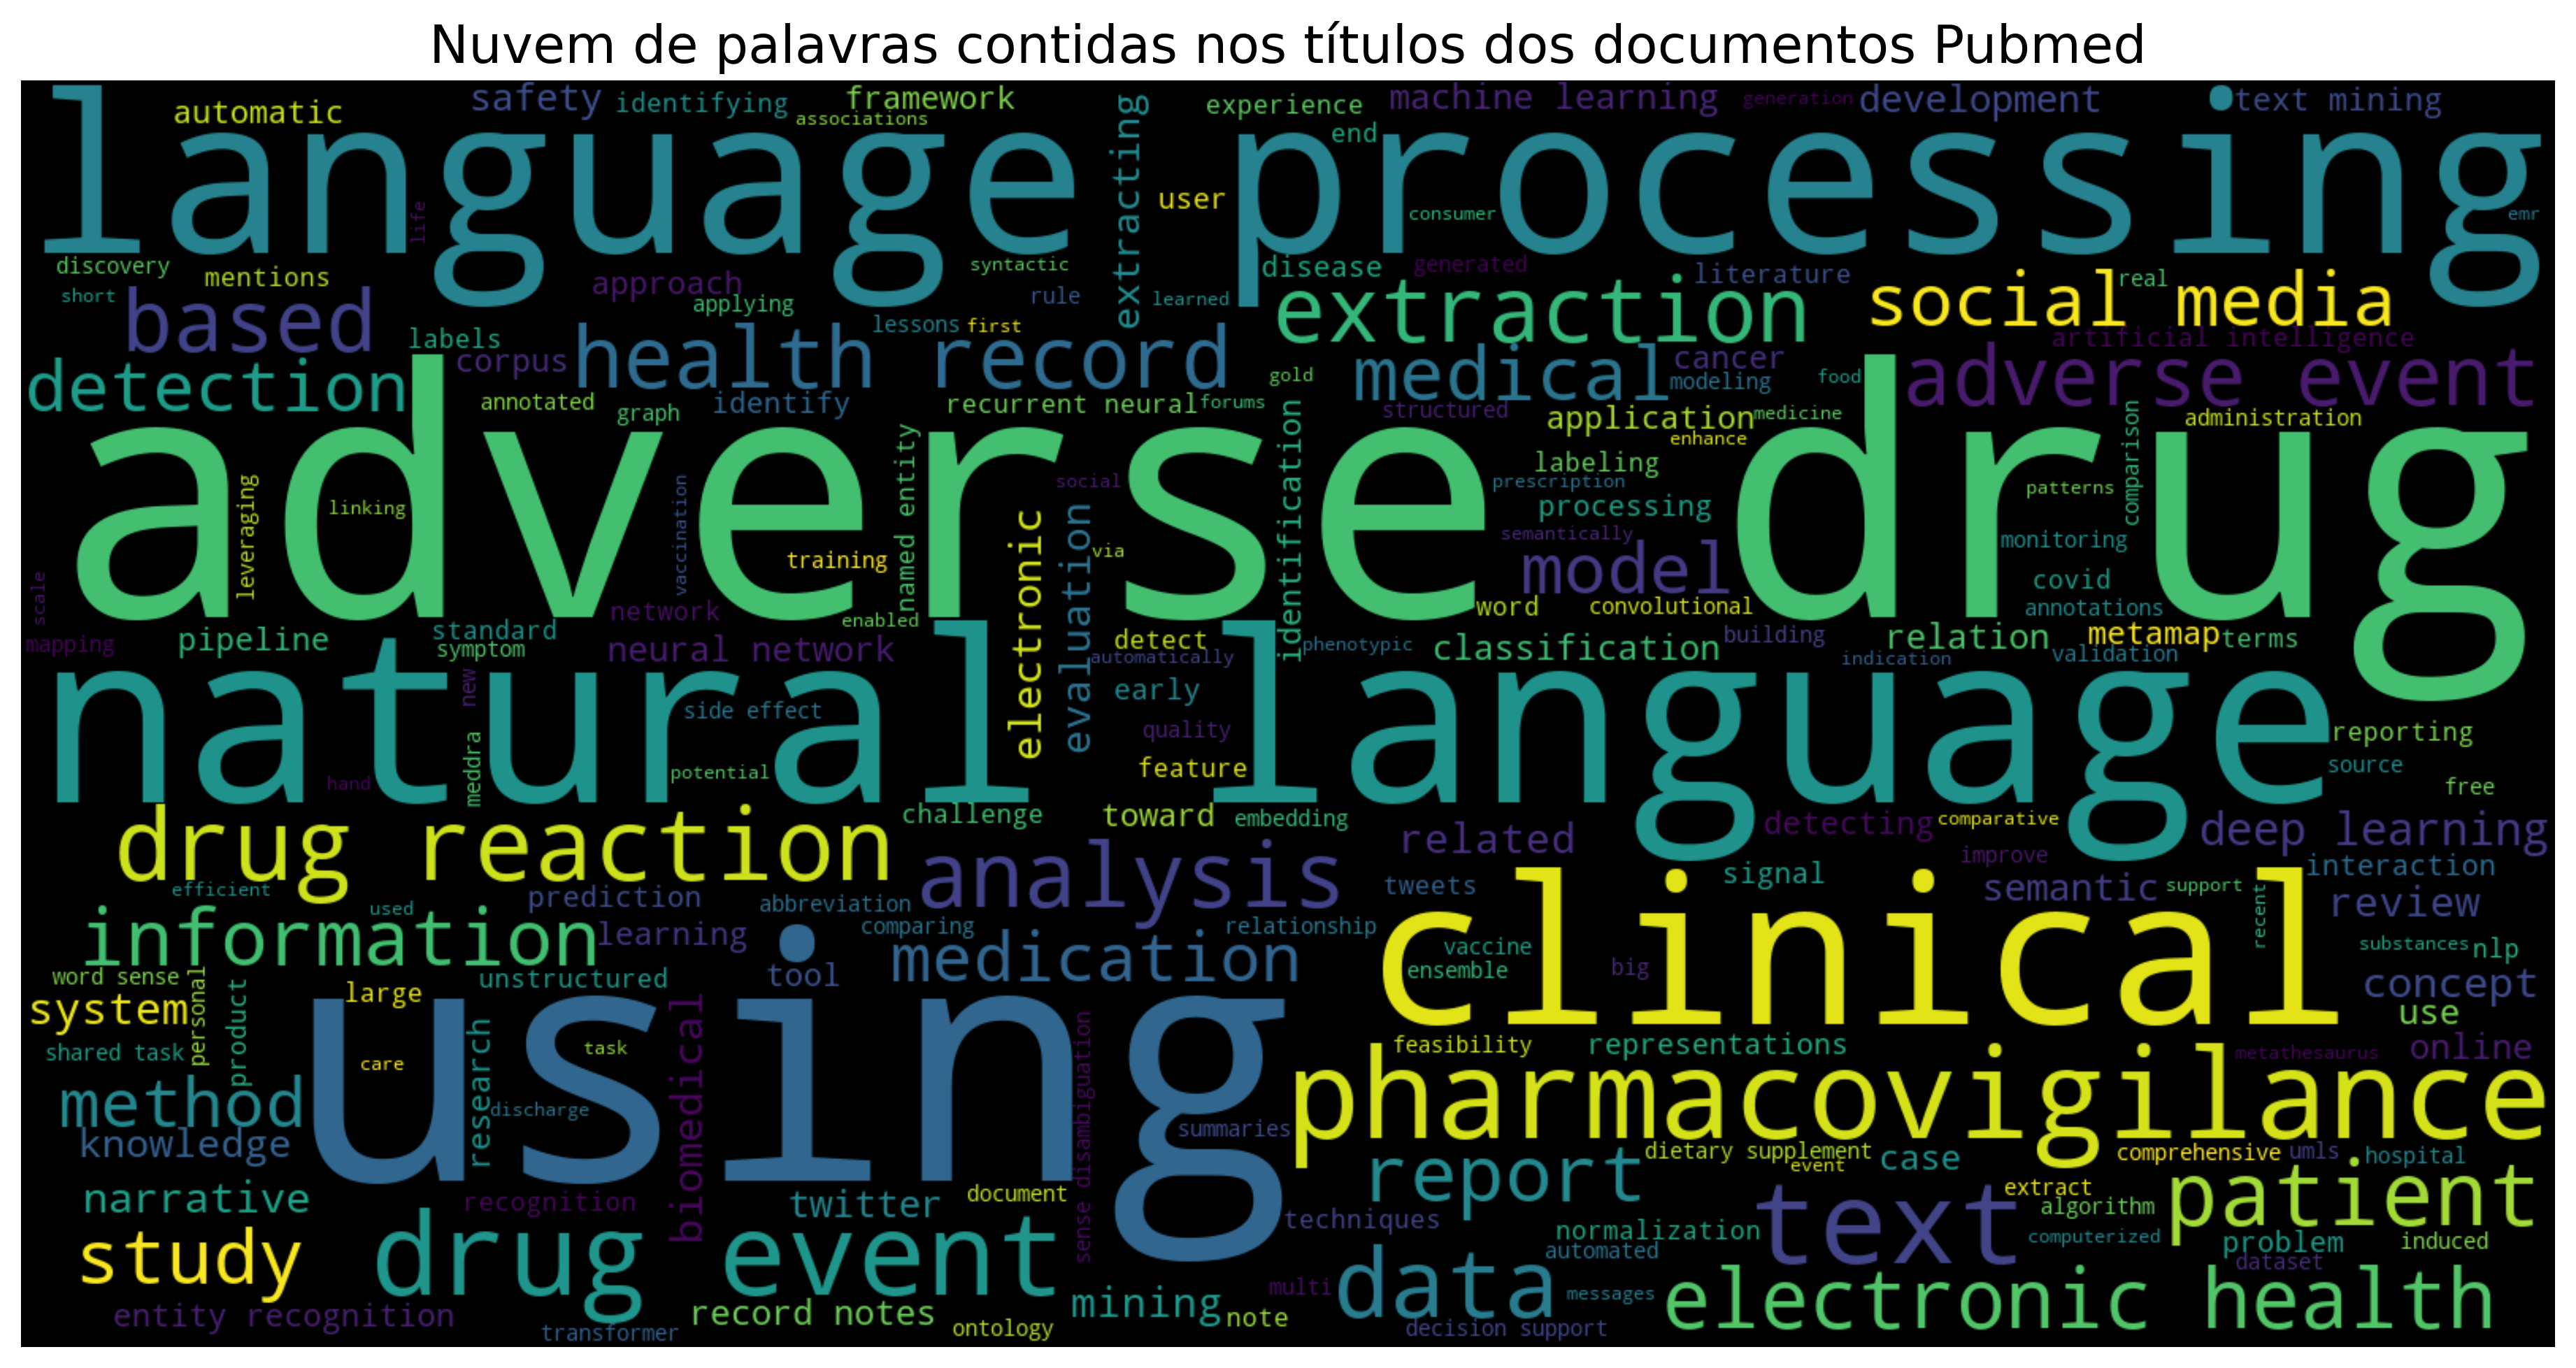 Nuvem de palavras contidas nos títulos dos documentos Pubmed
automatic
safety
identifying
framework
associations
experience
machine learning
generation
development
text mining
language processing
extracting
end
user
consumer
emr
life
discovery
mentions
approach
syntactic
disease
generated
literature
real
short
based
applying
rule
learned
extraction
social media
labels
lessons
first
health record
corpus
artificial intelligence
detection
medical
cancer
modeling
food
adverse event
gold
annotated
graph
identify
recurrent neural
forums
structured
application
medicine
administration
enhance
adverse drug
named entity
identification
comparison
labeling
leveraging
linking
vaccination
social
prescription
patterns
processing
semantically
electronic
evaluation
via
training
model
monitoring
scale
covid
network
enabled
word
convolutional
annotations
mapping
pipeline
standard
symptom
neural network
detect
automatically
phenotypic
classification
building
relation
metamap
terms
indication
validation
natural language
new
early
side effect
quality
reporting
meddra
potential
feature
source
hand
free
drug reaction
challenge
toward
embedding
related
detecting
comparative
deep learning
analysis
improve
interaction
efficient
prediction
abbreviation
tweets
signal
semantic
support
review
used
information
learning
comparing
relationship
clinical
recent
vaccine
substances
nlp
word sense
unstructured
tool
medication
ensemble
big
concept
system
personal
product
large
use
shared task
using
research
care
task
biomedical
sense disambiguation
feasibility
representations
metathesaurus
online
method
discharge
pharmacovigilance
knowledge
summaries
report
dietary supplement
event
case
comprehensive
umls
hospital
narrative
recognition
twitter
document
techniques
text
extract
algorithm
patient
study
drug event
normalization
automated
computerized
problem
induced
dataset
entity recognition
record notes
mining
note
multi
data
messages
electronic health
transformer
ontology
decision support